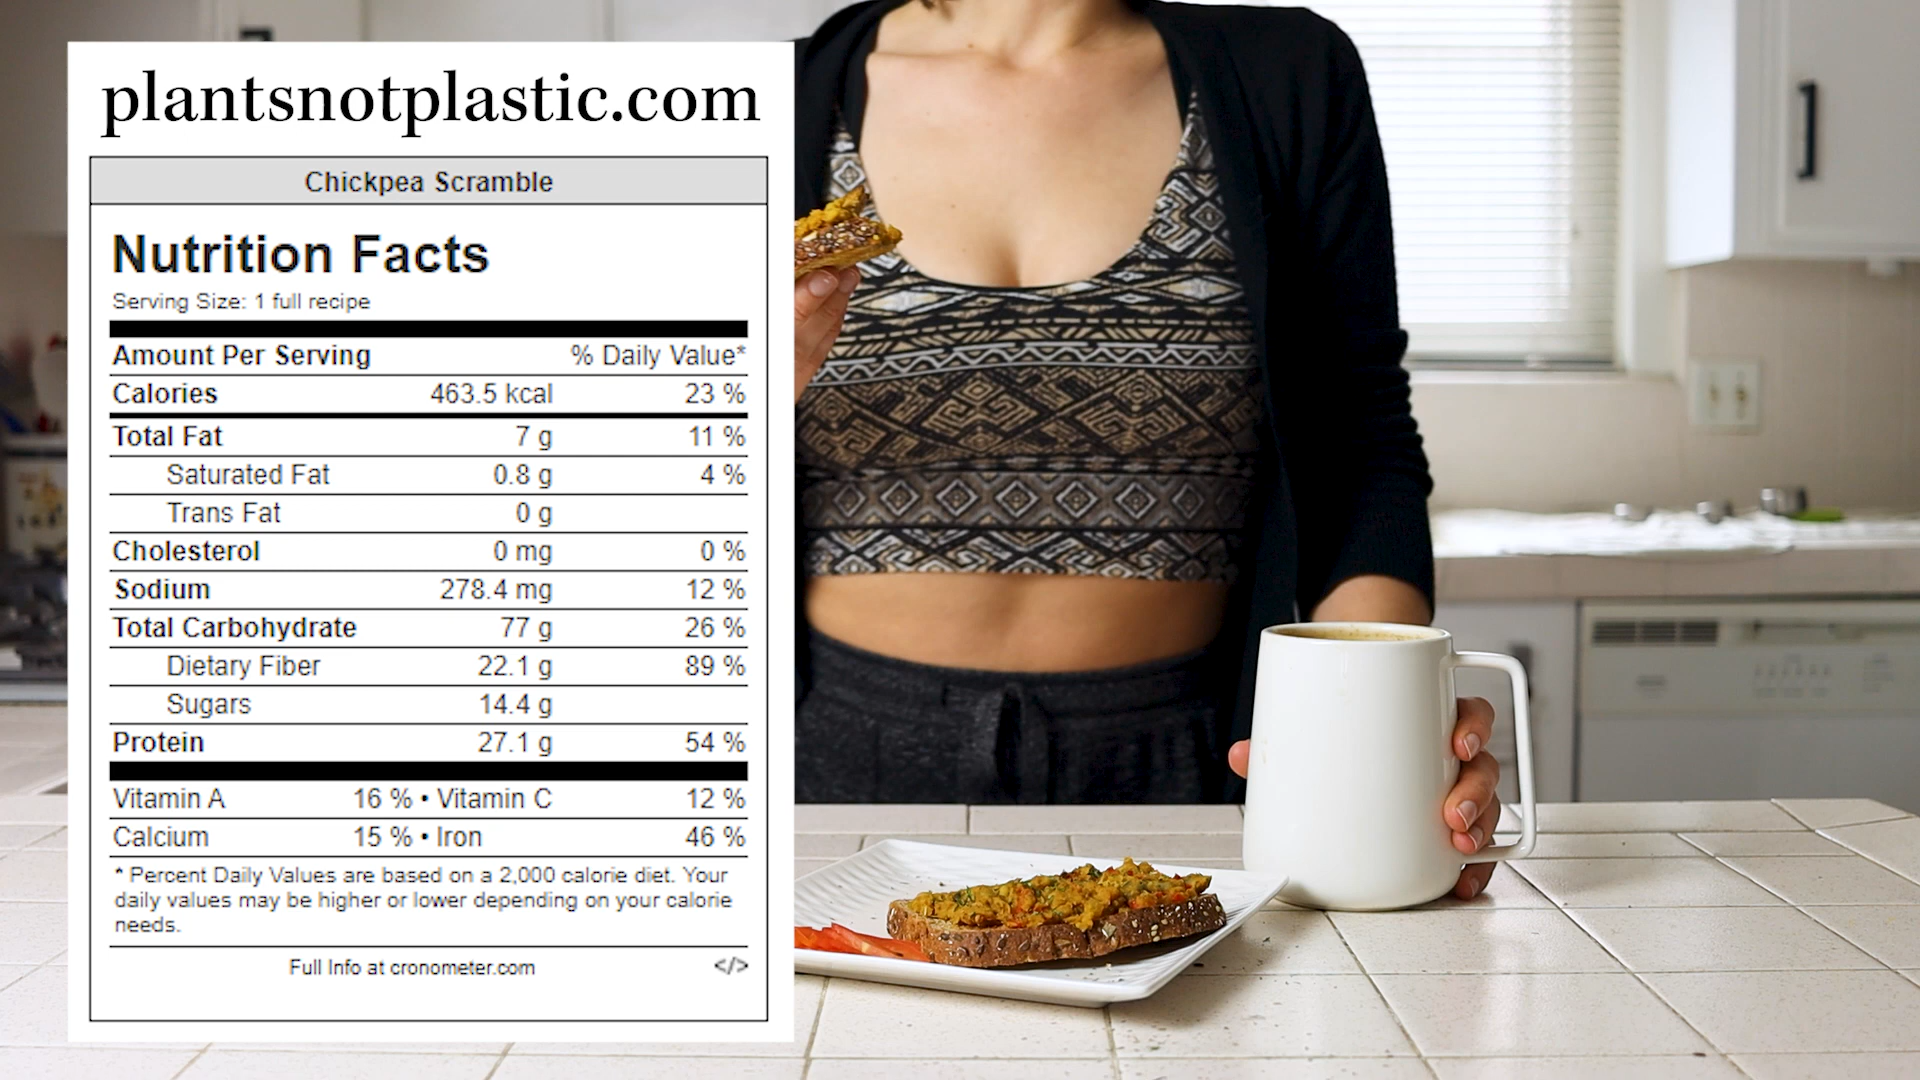 plantsnotplastic.com
Chickpea Scramble
Nutrition Facts
Serving Size: 1 full recipe
Amount Per Serving % Daily Value*
Calories 463.5 kcal 23 %
Total Fat 7 g 11 %
Saturated Fat 0.8 g 4 %
Trans Fat 0 g
Cholesterol 0 mg 0 %
Sodium 278.4 mg 12 %
Total Carbohydrate 77 g 26 %
Dietary Fiber 22.1 g 89 %
Sugars 14.4 g
Protein 27.1 g 54 %
Vitamin A 16 % • Vitamin C 12 %
Calcium 15 % • Iron 46 %
* Percent Daily Values are based on a 2,000 calorie diet. Your
daily values may be higher or lower depending on your calorie
needs.
Full Info at cronometer.com </>